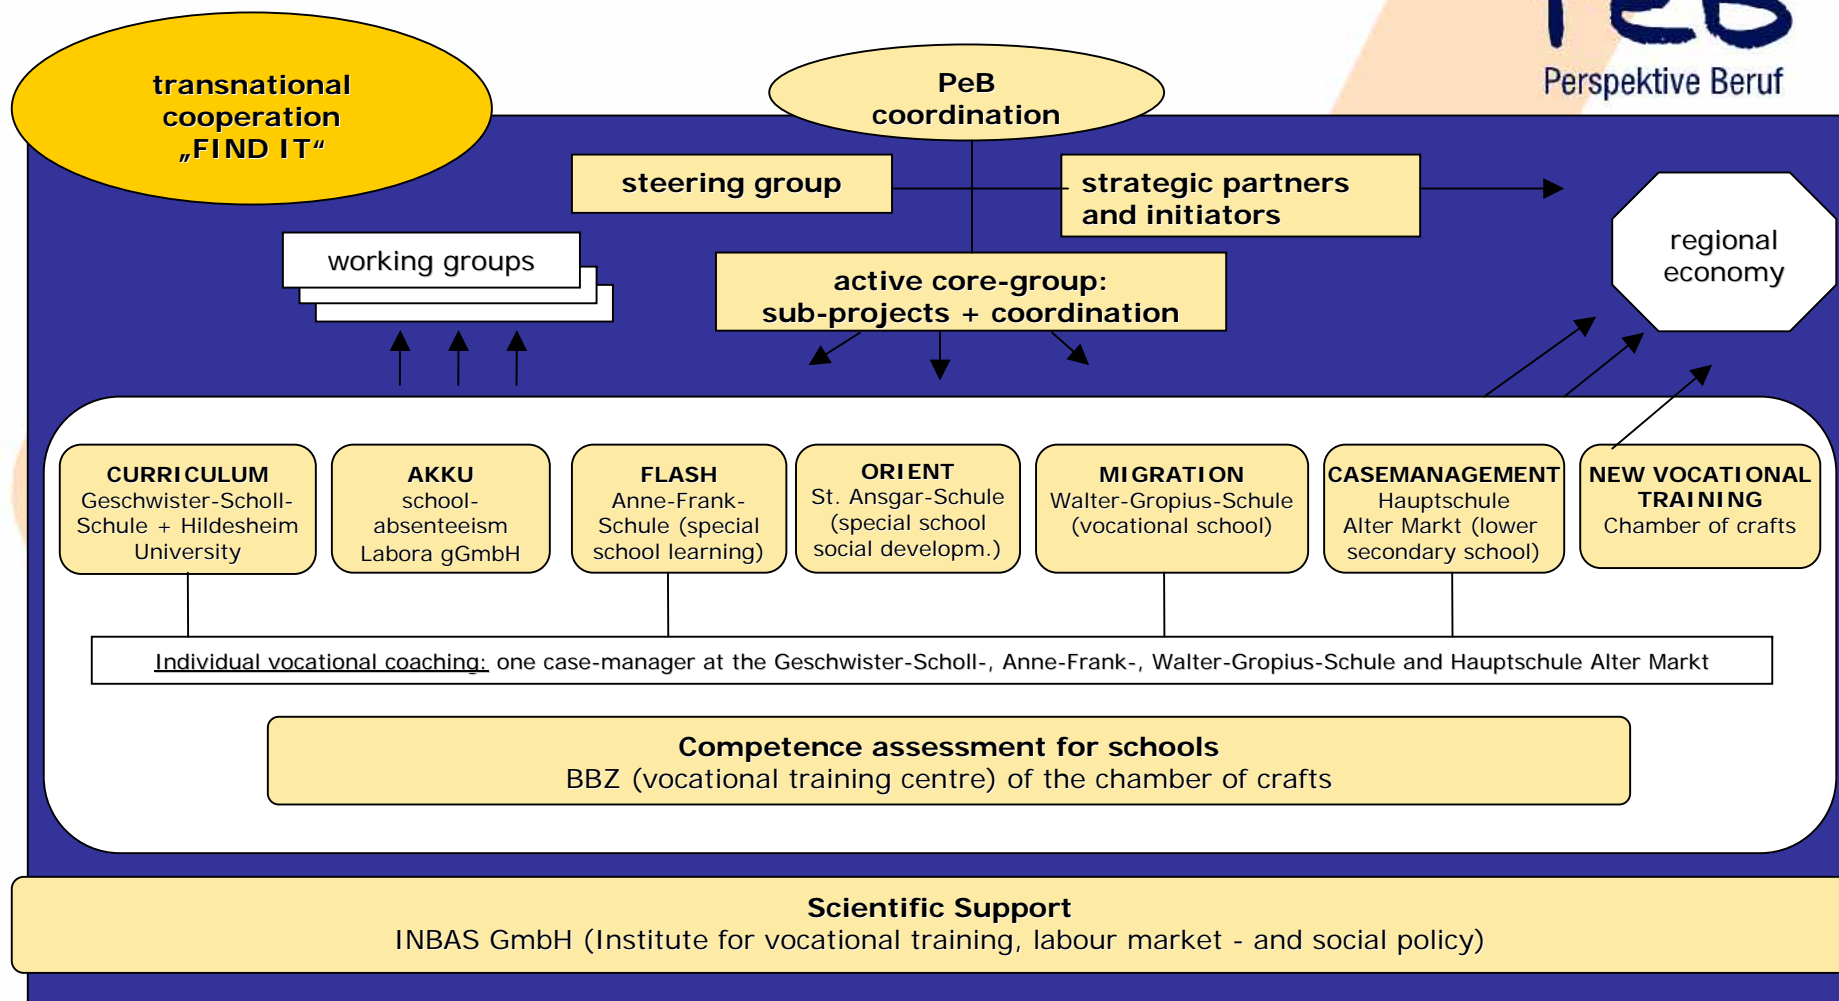 PeB
Perspektive Beruf
transnational
cooperation
„FIND IT“
PeB
coordination
steering group
strategic partners
and initiators
regional
economy
working groups
active core-group:
sub-projects + coordination
CURRICULUM
Geschwister-Scholl-
Schule + Hildesheim
University
AKKU
school-
absenteeism
Labora gGmbH
FLASH
Anne-Frank-
Schule (special
school learning)
ORIENT
St. Ansgar-Schule
(special school
social developm.)
MIGRATION
Walter-Gropius-Schule
(vocational school)
CASEMANAGEMENT
Hauptschule
Alter Markt (lower
secondary school)
NEW VOCATIONAL
TRAINING
Chamber of crafts
Individual vocational coaching: one case-manager at the Geschwister-Scholl-, Anne-Frank-, Walter-Gropius-Schule and Hauptschule Alter Markt
Competence assessment for schools
BBZ (vocational training centre) of the chamber of crafts
Scientific Support
INBAS GmbH (Institute for vocational training, labour market - and social policy)